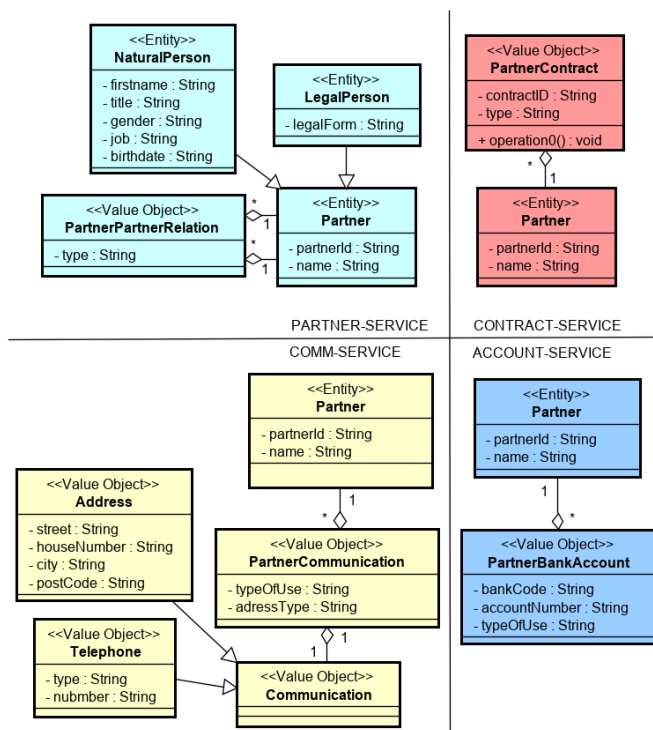 <<Entity>>
NaturalPerson
- firstname : String
- title : String
- gender : String
- job : String
- birthdate : String
<<Entity>>
LegalPerson
- legalForm : String
<<Value Object>>
PartnerPartnerRelation
- type : String
*
1
*
1
<<Entity>>
Partner
- partnerId : String
- name : String
PARTNER-SERVICE
<<Value Object>>
PartnerContract
- contractID : String
- type : String
+ operation0() : void
*
1
<<Entity>>
Partner
- partnerId : String
- name : String
CONTRACT-SERVICE
COMM-SERVICE
<<Entity>>
Partner
- partnerId : String
- name : String
1
*
<<Value Object>>
Address
- street : String
- houseNumber : String
- city : String
- postCode : String
<<Value Object>>
PartnerCommunication
- typeOfUse : String
- adressType : String
1
1
<<Value Object>>
Telephone
- type : String
- nubmber : String
<<Value Object>>
Communication
ACCOUNT-SERVICE
<<Entity>>
Partner
- partnerId : String
- name : String
1
*
<<Value Object>>
PartnerBankAccount
- bankCode : String
- accountNumber : String
- typeOfUse : String